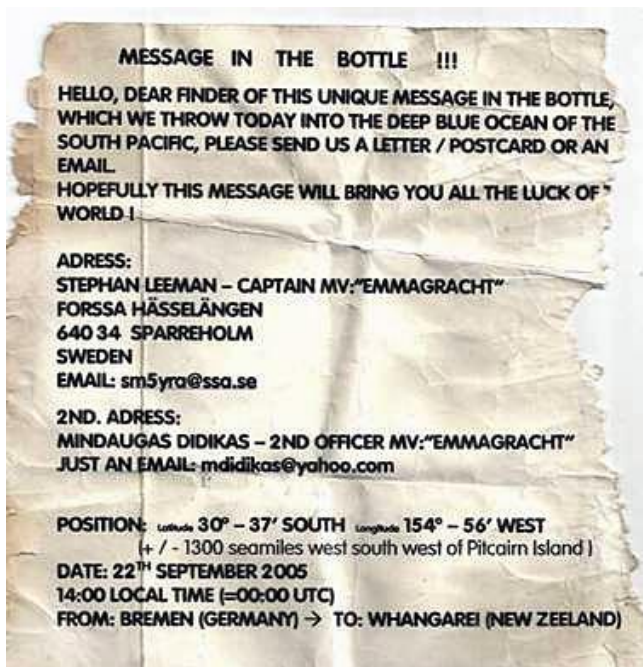 MESSAGE IN THE BOTTLE !!!
HELLO, DEAR FINDER OF THIS UNIQUE MESSAGE IN THE BOTTLE,
WHICH WE THROW TODAY INTO THE DEEP BLUE OCEAN OF THE
SOUTH PACIFIC, PLEASE SEND US A LETTER / POSTCARD OR AN
EMAIL.
HOPEFULLY THIS MESSAGE WILL BRING YOU ALL THE LUCK OF
WORLD !
ADRESS:
STEPHAN LEEMAN – CAPTAIN MV:"EMMAGRACHT"
FORSSA HÄSSELÄNGEN
640 34 SPARREHOLM
SWEDEN
EMAIL: sm5yra@ssa.se
2ND. ADRESS:
MINDAUGAS DIDIKAS – 2ND OFFICER MV:"EMMAGRACHT"
JUST AN EMAIL: mdidikas@yahoo.com
POSITION: Latitude 30° – 37' SOUTH Longitude 154° – 56' WEST
(+ / - 1300 seamiles west south west of Pitcairn Island )
DATE: 22TH SEPTEMBER 2005
14:00 LOCAL TIME (=00:00 UTC)
FROM: BREMEN (GERMANY) → TO: WHANGAREI (NEW ZEELAND)